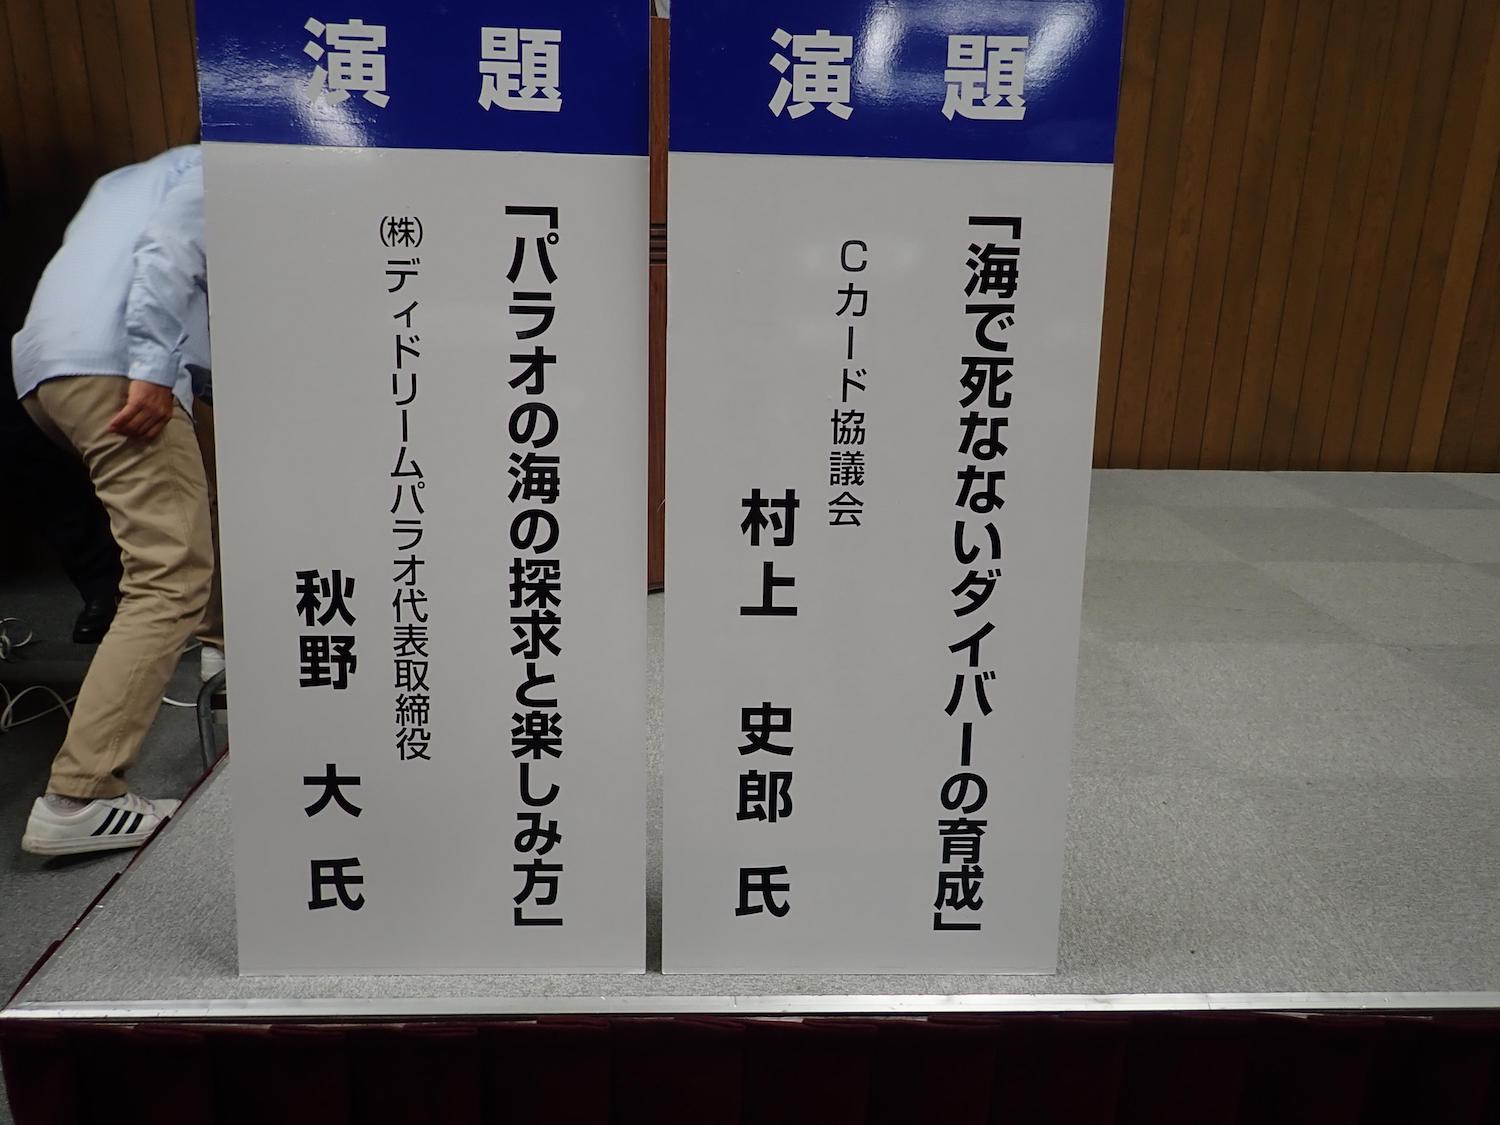 演題
「海で死なないダイバーの育成」
Cカード協議会
村上 史郎 氏
演題
「パラオの海の探求と楽しみ方」
㈱ディドリームパラオ代表取締役
秋野 大 氏